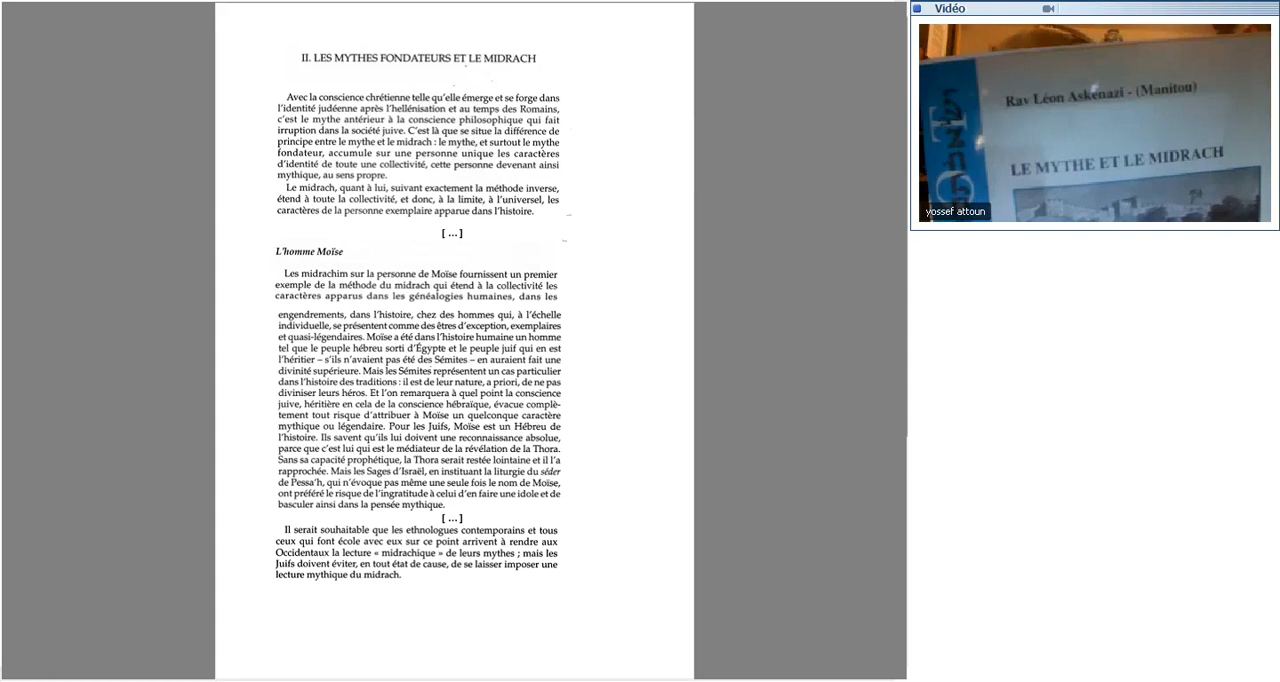 II. LES MYTHES FONDATEURS ET LE MIDRACH
Avec la conscience chrétienne telle qu'elle émerge et se forge dans
l'identité judéenne après l'hellénisation et au temps des Romains,
c'est le mythe antérieur à la conscience philosophique qui fait
irruption dans la société juive. C'est là que se situe la différence de
principe entre le mythe et le midrach : le mythe, et surtout le mythe
fondateur, accumule sur une personne unique les caractères
d'identité de toute une collectivité, cette personne devenant ainsi
mythique, au sens propre.
Le midrach, quant à lui, suivant exactement la méthode inverse,
étend à toute la collectivité, et donc, à la limite, à l'universel, les
caractères de la personne exemplaire apparue dans l'histoire.
[ ... ]
L'homme Moïse
Les midrachim sur la personne de Moïse fournissent un premier
exemple de la méthode du midrach qui étend à la collectivité les
caractères apparus dans les généalogies humaines, dans les
engendrements, dans l'histoire, chez des hommes qui, à l'échelle
individuelle, se présentent comme des êtres d'exception, exemplaires
et quasi-légendaires. Moïse a été dans l'histoire humaine un homme
tel que le peuple hébreu sorti d'Égypte et le peuple juif qui en est
l'héritier – s'ils n'avaient pas été des Sémites – en auraient fait une
divinité supérieure. Mais les Sémites représentent un cas particulier
dans l'histoire des traditions : il est de leur nature, a priori, de ne pas
diviniser leurs héros. Et l'on remarquera à quel point la conscience
juive, héritière en cela de la conscience hébraïque, évacue complè-
tement tout risque d'attribuer à Moïse un quelconque caractère
mythique ou légendaire. Pour les Juifs, Moïse est un Hébreu de
l'histoire. Ils savent qu'ils lui doivent une reconnaissance absolue,
parce que c'est lui qui est le médiateur de la révélation de la Thora.
Sans sa capacité prophétique, la Thora serait restée lointaine et il l'a
rapprochée. Mais les Sages d'Israël, en instituant la liturgie du séder
de Pessa'h, qui n'évoque pas même une seule fois le nom de Moïse,
ont préféré le risque de l'ingratitude à celui d'en faire une idole et de
basculer ainsi dans la pensée mythique.
[ ... ]
Il serait souhaitable que les ethnologues contemporains et tous
ceux qui font école avec eux sur ce point arrivent à rendre aux
Occidentaux la lecture « midrachique » de leurs mythes ; mais les
Juifs doivent éviter, en tout état de cause, de se laisser imposer une
lecture mythique du midrach.
Vidéo
Rav Léon Askenazi - (Manitou)
LE MYTHE ET LE MIDRACH
yossef attoun